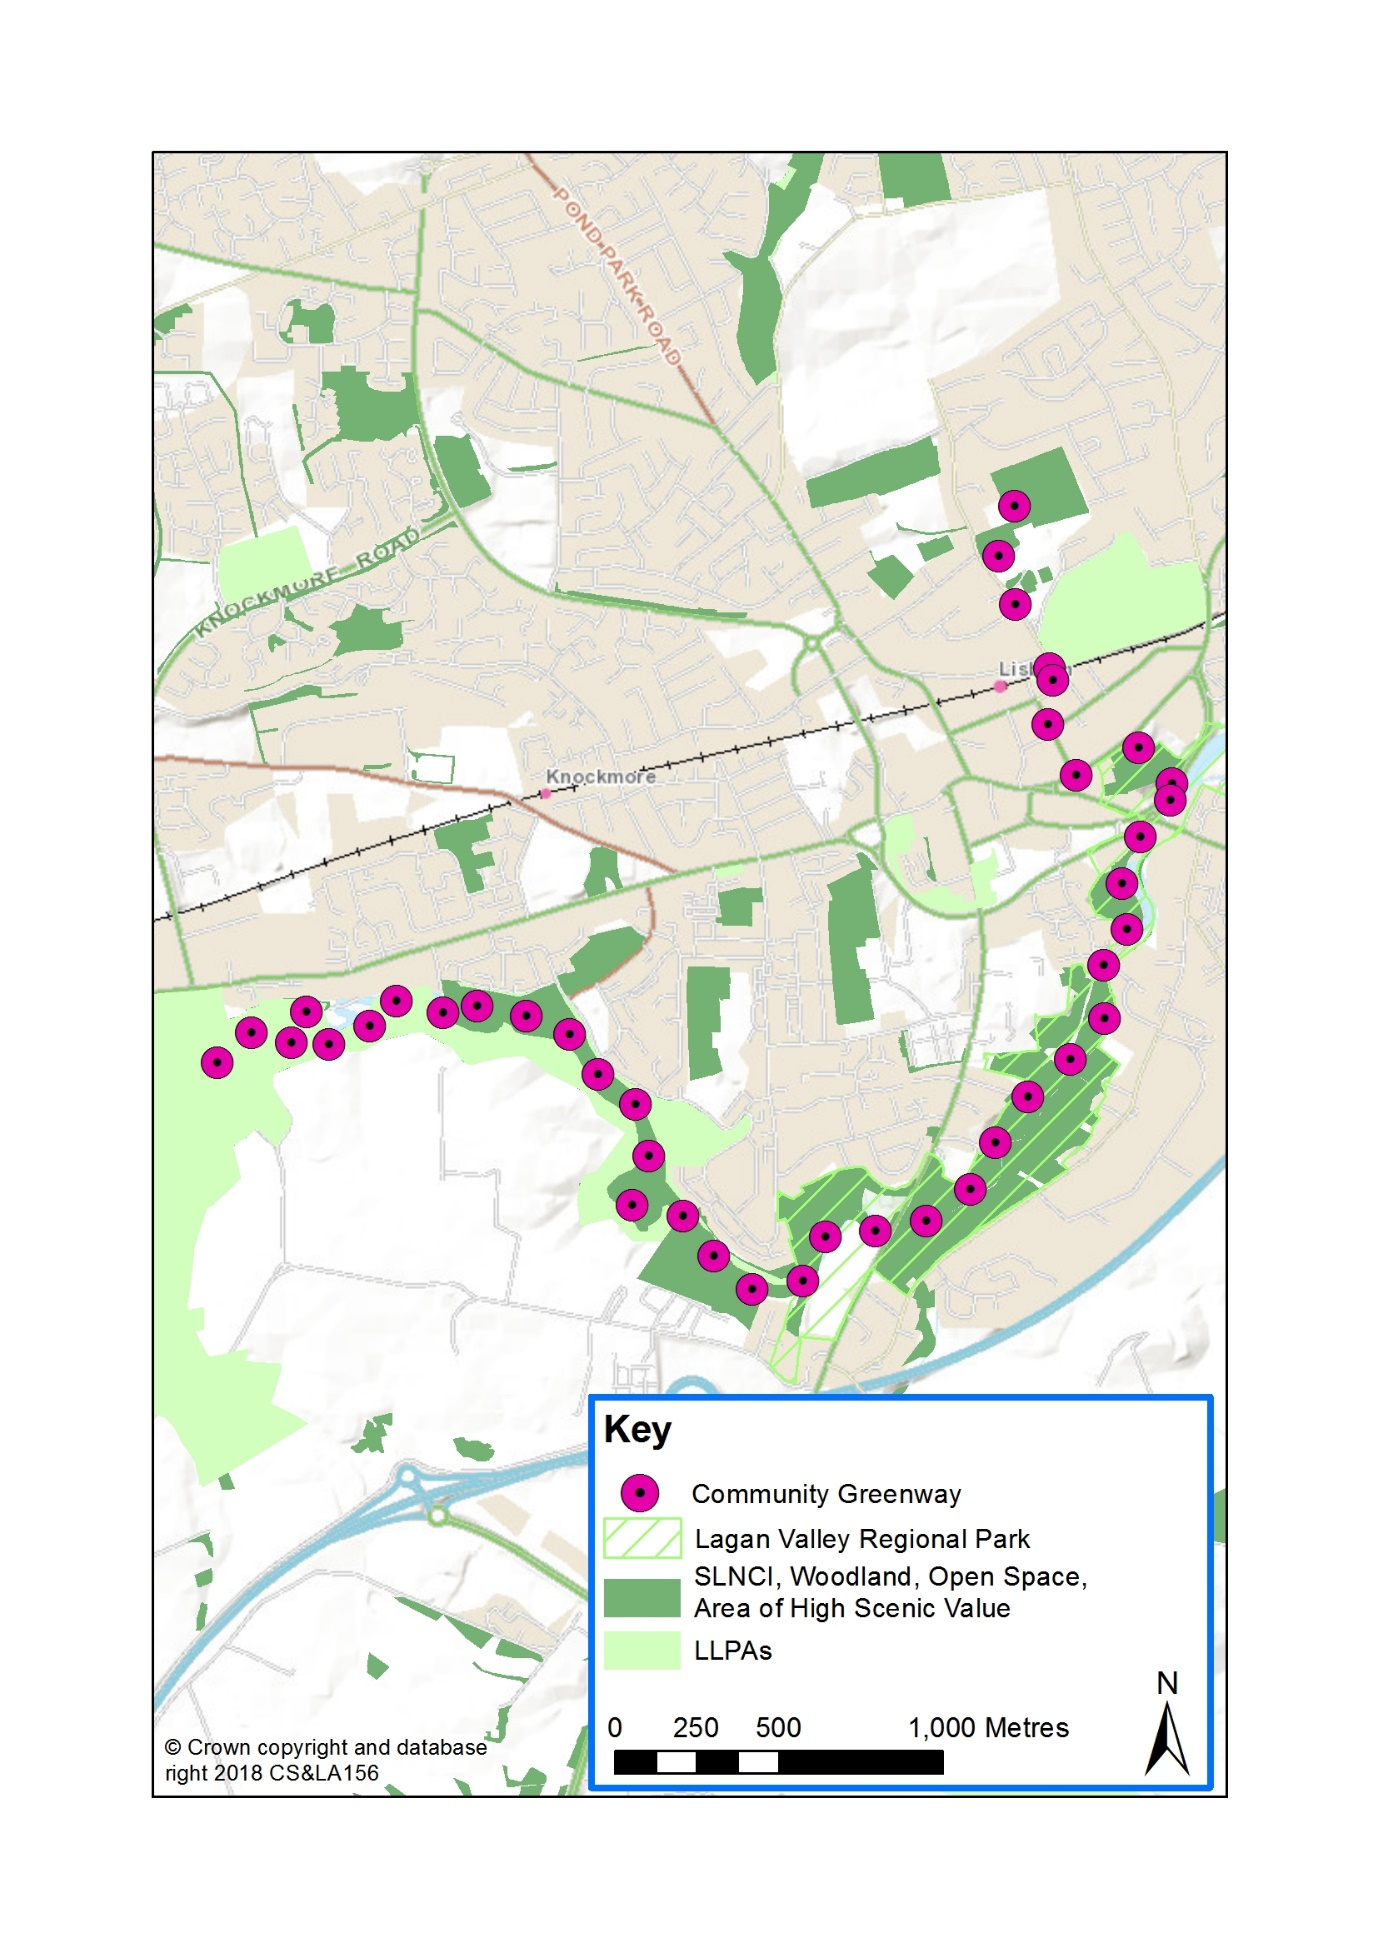 POND PARK ROAD
KNOCKMORE ROAD
Knockmore
Key
Community Greenway
Lagan Valley Regional Park
SLNCI, Woodland, Open Space,
Area of High Scenic Value
LLPAs
N
0 250 500 1,000 Metres
© Crown copyright and database
right 2018 CS&LA156